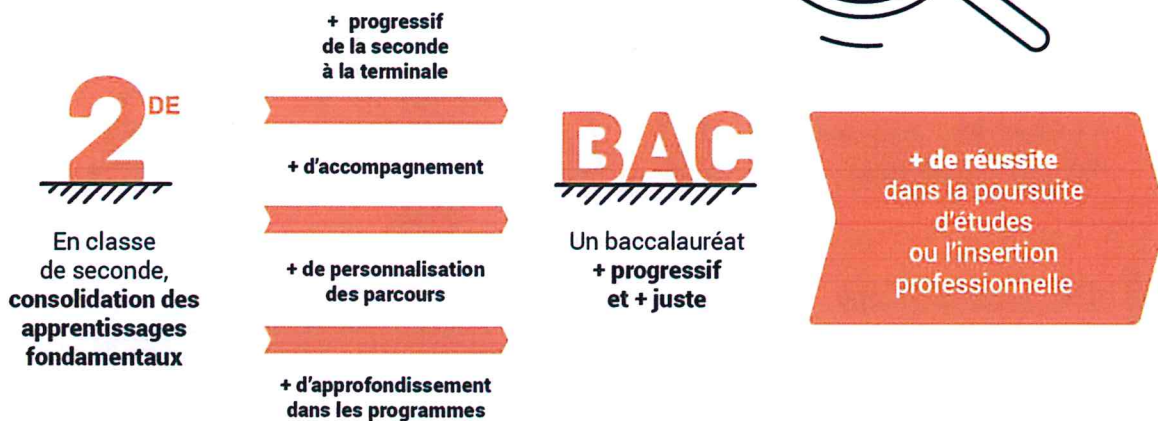 2DE
En classe
de seconde,
consolidation des
apprentissages
fondamentaux
+ progressif
de la seconde
à la terminale
+ d'accompagnement
+ de personnalisation
des parcours
+ d'approfondissement
dans les programmes
BAC
Un baccalauréat
+ progressif
et + juste
+ de réussite
dans la poursuite
d'études
ou l'insertion
professionnelle